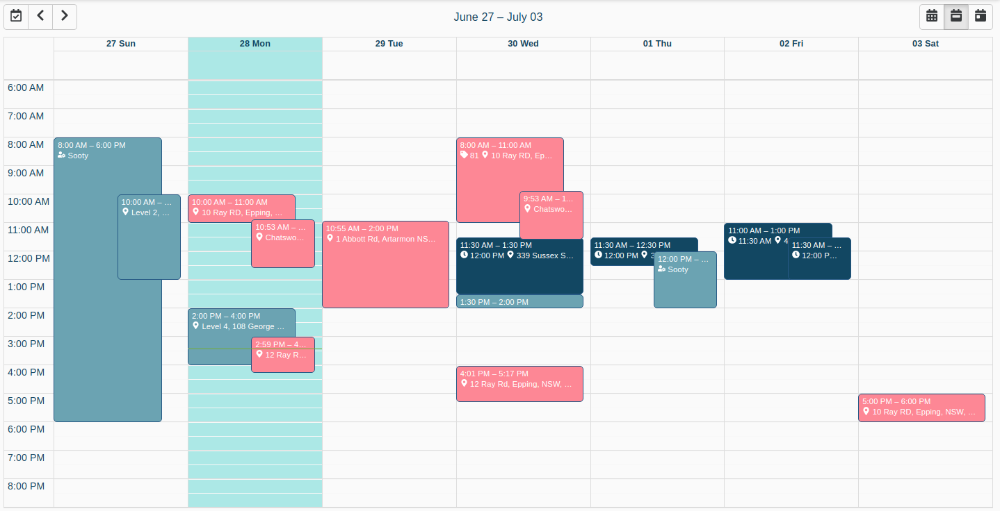 June 27 – July 03
27 Sun
28 Mon
29 Tue
30 Wed
01 Thu
02 Fri
03 Sat
6:00 AM
7:00 AM
8:00 AM
9:00 AM
10:00 AM
11:00 AM
12:00 PM
1:00 PM
2:00 PM
3:00 PM
4:00 PM
5:00 PM
6:00 PM
7:00 PM
8:00 PM
8:00 AM – 6:00 PM
Sooty
10:00 AM – ...
Level 2, ...
10:00 AM – 11:00 AM
10 Ray RD, Epping, ...
10:53 AM – ...
Chatswo...
2:00 PM – 4:00 PM
Level 4, 108 George ...
2:59 PM – 4...
12 Ray R...
10:55 AM – 2:00 PM
1 Abbott Rd, Artarmon NS...
8:00 AM – 11:00 AM
81 10 Ray RD, Ep...
9:53 AM – 1...
Chatswo...
11:30 AM – 1:30 PM
12:00 PM 339 Sussex S...
1:30 PM – 2:00 PM
4:01 PM – 5:17 PM
12 Ray Rd, Epping, NSW, ...
11:30 AM – 12:30 PM
12:00 PM 3
12:00 PM – ...
Sooty
11:00 AM – 1:00 PM
11:30 AM 4
11:30 AM – ...
12:00 P...
5:00 PM – 6:00 PM
10 Ray RD, Epping, NSW, ...